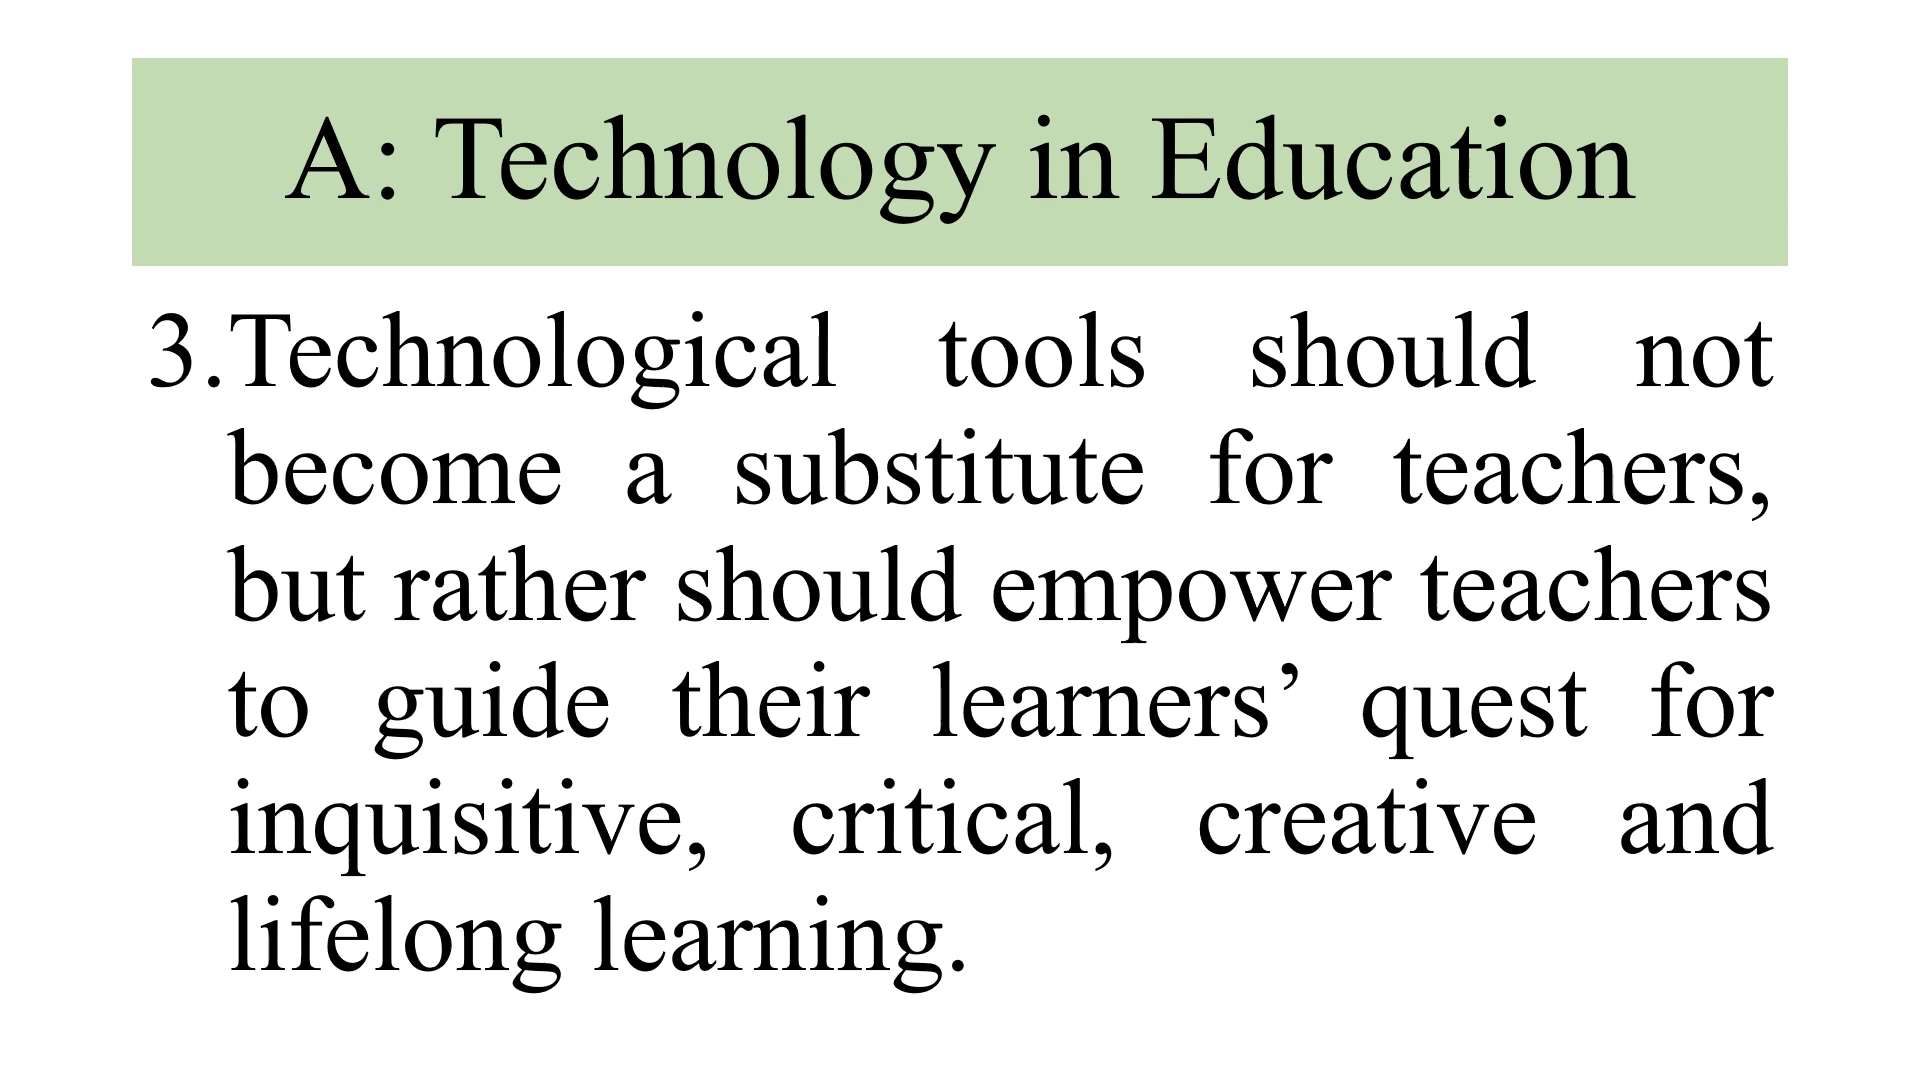 A: Technology in Education
3.Technological tools should not
become a substitute for teachers,
but rather should empower teachers
to guide their learners’ quest for
inquisitive, critical, creative and
lifelong learning.